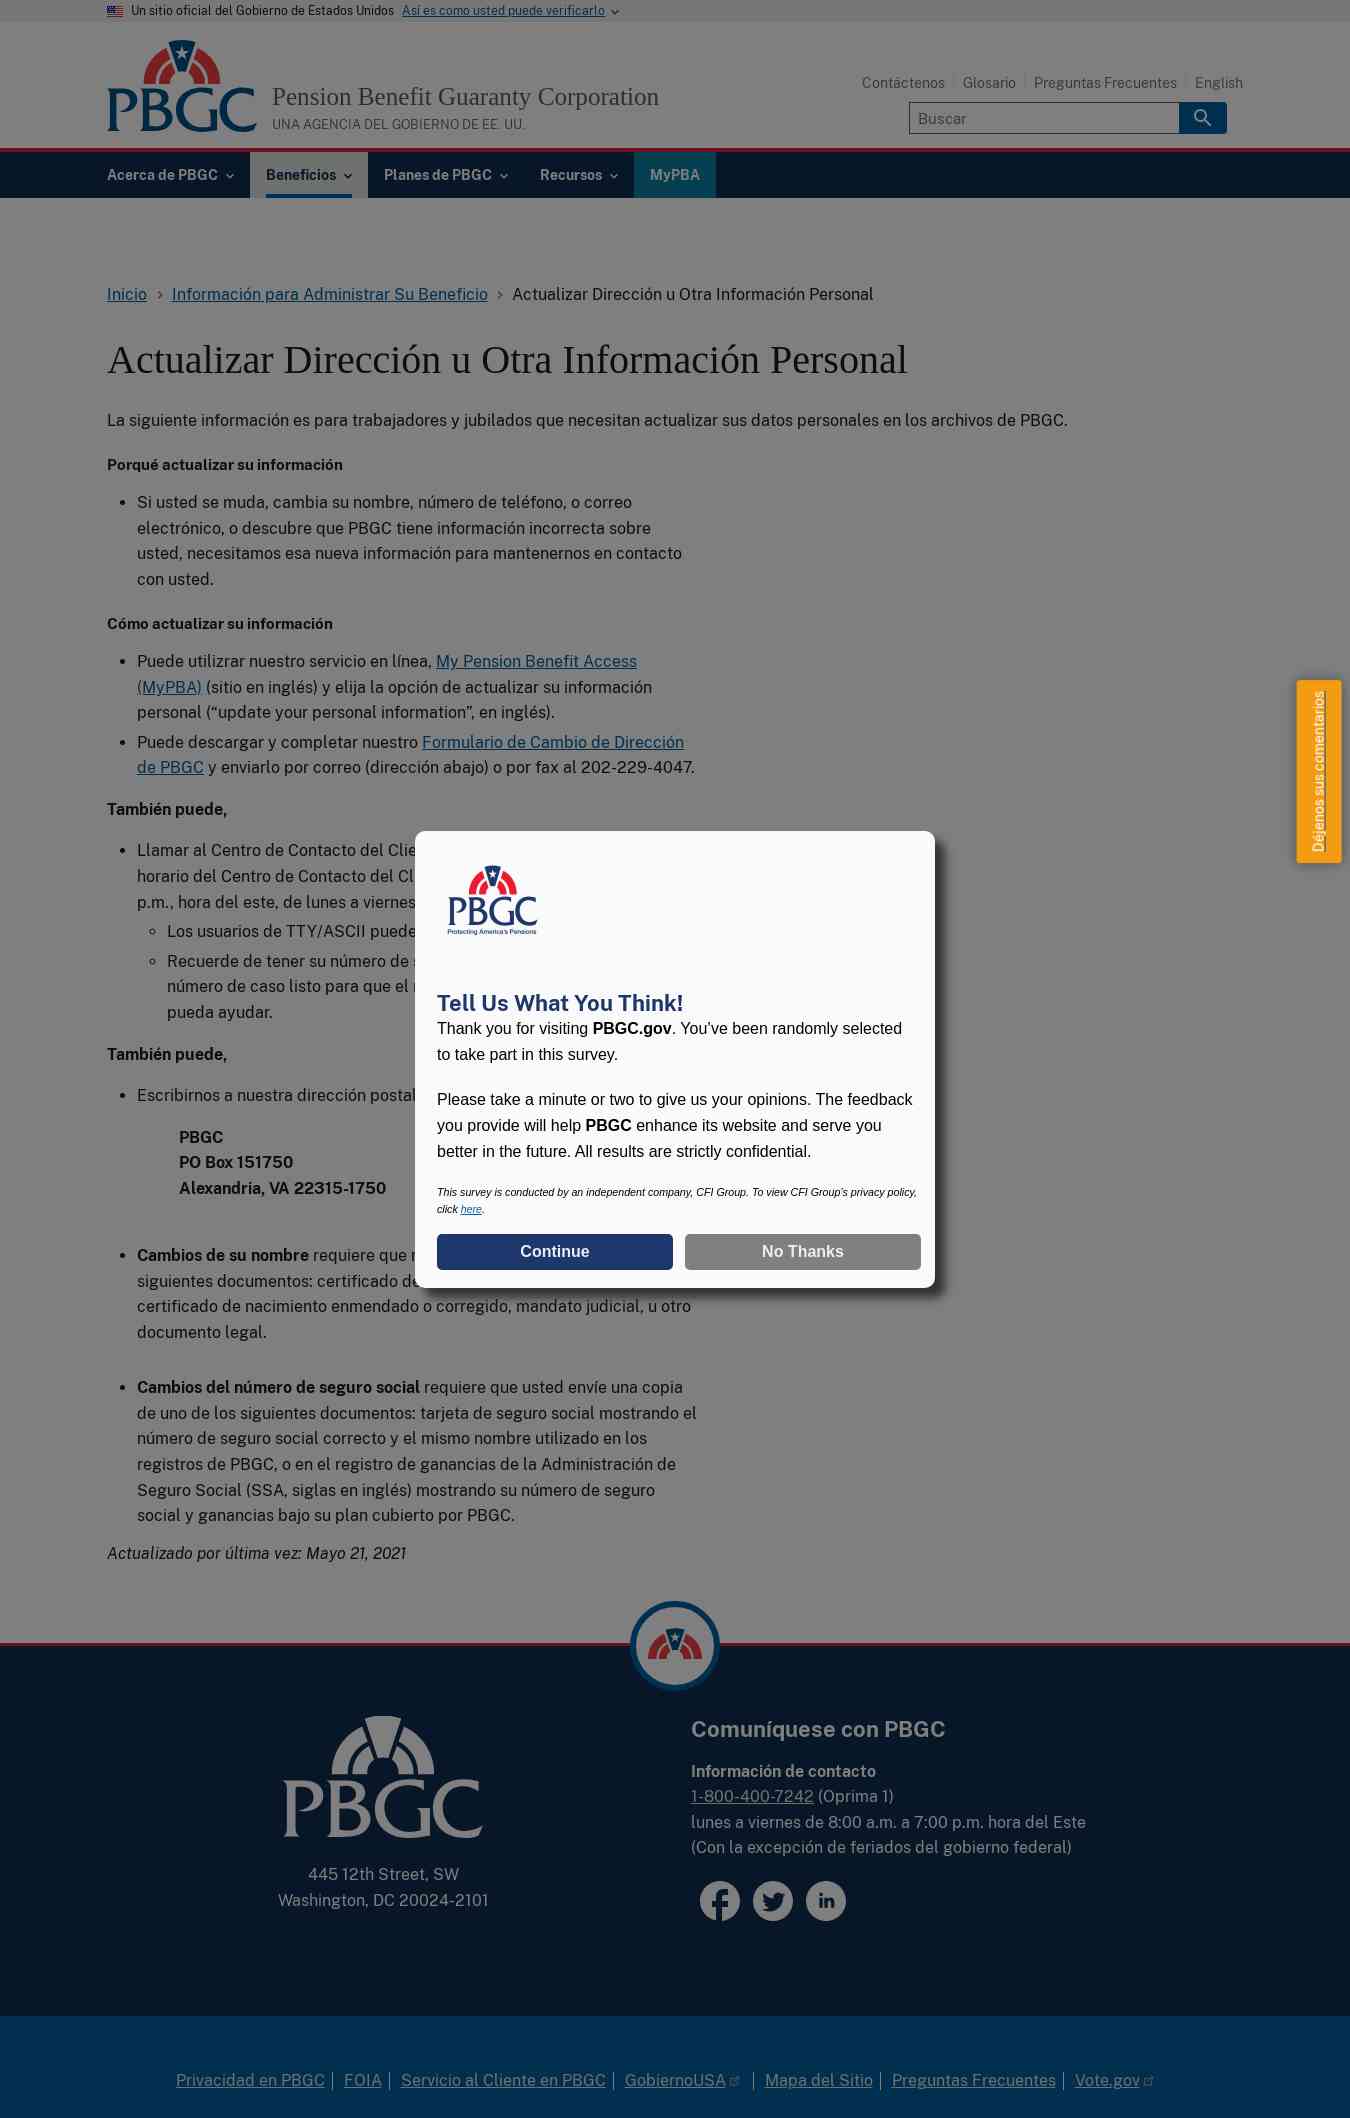 Un sitio oficial del Gobierno de Estados Unidos Así es como usted puede verificarlo
PBGC
Pension Benefit Guaranty Corporation
UNA AGENCIA DEL GOBIERNO DE EE. UU.
Contáctenos
Glosario
Preguntas Frecuentes
English
Buscar
Acerca de PBGC
Beneficios
Planes de PBGC
Recursos
MyPBA
Inicio
Información para Administrar Su Beneficio
Actualizar Dirección u Otra Información Personal
Actualizar Dirección u Otra Información Personal
La siguiente información es para trabajadores y jubilados que necesitan actualizar sus datos personales en los archivos de PBGC.
Porqué actualizar su información
Si usted se muda, cambia su nombre, número de teléfono, o correo
electrónico, o descubre que PBGC tiene información incorrecta sobre
usted, necesitamos esa nueva información para mantenernos en contacto
con usted.
Cómo actualizar su información
Puede utilizrar nuestro servicio en línea, My Pension Benefit Access
(MyPBA) (sitio en inglés) y elija la opción de actualizar su información
personal (“update your personal information”, en inglés).
Puede descargar y completar nuestro Formulario de Cambio de Dirección
de PBGC y enviarlo por correo (dirección abajo) o por fax al 202-229-4047.
También puede,
Llamar al Centro de Contacto del
horario del Centro de Contacto del
p.m., hora del este, de lunes a viernes
Los usuarios de TTY/ASCII
Recuerde de tener su número de
número de caso listo para que el
pueda ayudar.
También puede,
Escribirnos a nuestra dirección postal
PBGC
PO Box 151750
Alexandria, VA 22315-1750
Cambios de su nombre requiere que
siguientes documentos: certificado
certificado de nacimiento enmendado o corregido, mandato judicial, u otro
documento legal.
Cambios del número de seguro social requiere que usted envíe una copia
de uno de los siguientes documentos: tarjeta de seguro social mostrando el
número de seguro social correcto y el mismo nombre utilizado en los
registros de PBGC, o en el registro de ganancias de la Administración de
Seguro Social (SSA, siglas en inglés) mostrando su número de seguro
social y ganancias bajo su plan cubierto por PBGC.
Actualizado por última vez: Mayo 21, 2021
Déjenos sus comentarios
PBGC
Protecting America's Pensions
Tell Us What You Think!
Thank you for visiting PBGC.gov. You've been randomly selected
to take part in this survey.
Please take a minute or two to give us your opinions. The feedback
you provide will help PBGC enhance its website and serve you
better in the future. All results are strictly confidential.
This survey is conducted by an independent company, CFI Group. To view CFI Group's privacy policy,
click here.
Continue
No Thanks
PBGC
445 12th Street, SW
Washington, DC 20024-2101
Comuníquese con PBGC
Información de contacto
1-800-400-7242 (Oprima 1)
lunes a viernes de 8:00 a.m. a 7:00 p.m. hora del Este
(Con la excepción de feriados del gobierno federal)
in
Privacidad en PBGC
FOIA
Servicio al Cliente en PBGC
GobiernoUSA
Mapa del Sitio
Preguntas Frecuentes
Vote.gov